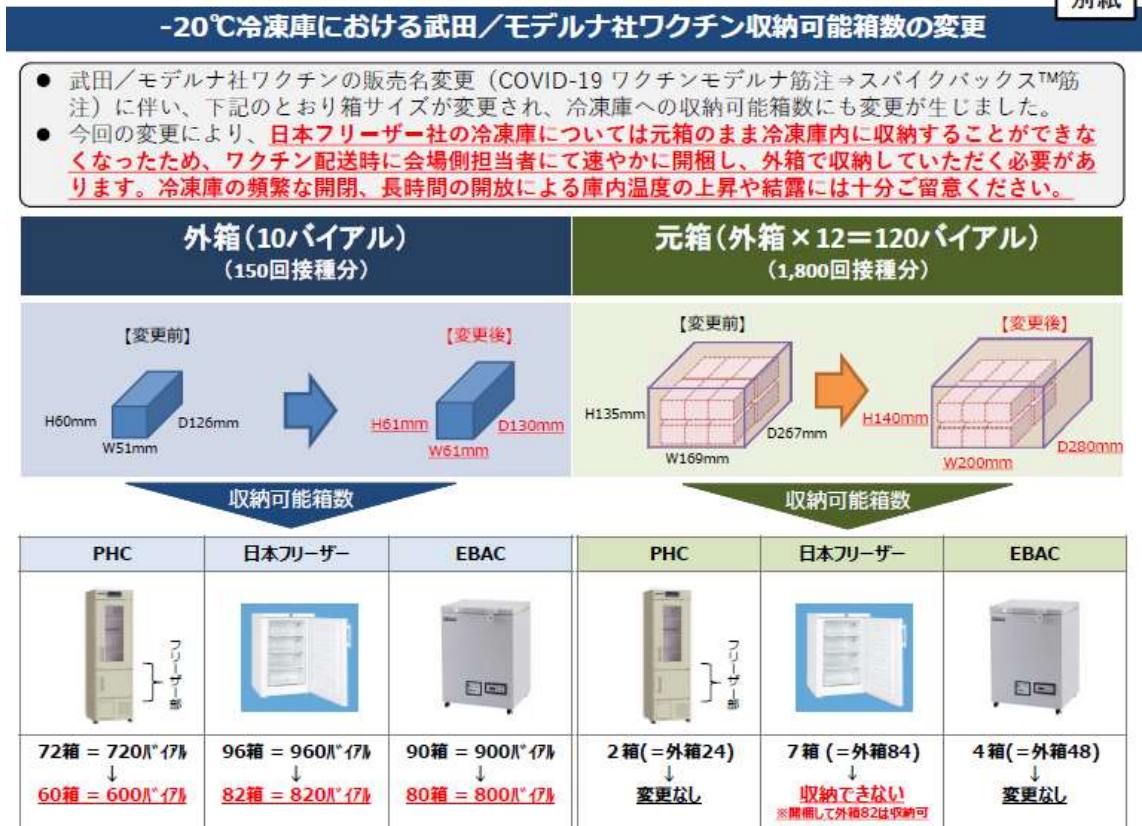 別紙
-20℃冷凍庫における武田／モデルナ社ワクチン収納可能箱数の変更
● 武田／モデルナ社ワクチンの販売名変更（COVID-19 ワクチンモデルナ筋注⇒スパイクバックス™筋
注）に伴い、下記のとおり箱サイズが変更され、冷凍庫への収納可能箱数にも変更が生じました。
● 今回の変更により、日本フリーザー社の冷凍庫については元箱のまま冷凍庫内に収納することができな
くなったため、ワクチン配送時に会場側担当者にて速やかに開梱し、外箱で収納していただく必要があ
ります。冷凍庫の頻繁な開閉、長時間の開放による庫内温度の上昇や結露には十分ご留意ください。
外箱（10バイアル）
（150回接種分）
元箱（外箱×12＝120バイアル）
（1,800回接種分）
【変更前】
【変更後】
H60mm
D126mm
W51mm
H61mm
D130mm
W61mm
【変更前】
【変更後】
H135mm
D267mm
W169mm
H140mm
D280mm
W200mm
収納可能箱数
収納可能箱数
PHC 日本フリーザー EBAC PHC 日本フリーザー EBAC
フリーザー部
フリーザー部
72箱 = 720バイアル 96箱 = 960バイアル 90箱 = 900バイアル 2箱(=外箱24) 7箱 (=外箱84) 4箱(=外箱48)
↓ ↓ ↓ ↓ ↓ ↓
60箱 = 600バイアル 82箱 = 820バイアル 80箱 = 800バイアル 変更なし 収納できない 変更なし
※開梱して外箱82は収納可